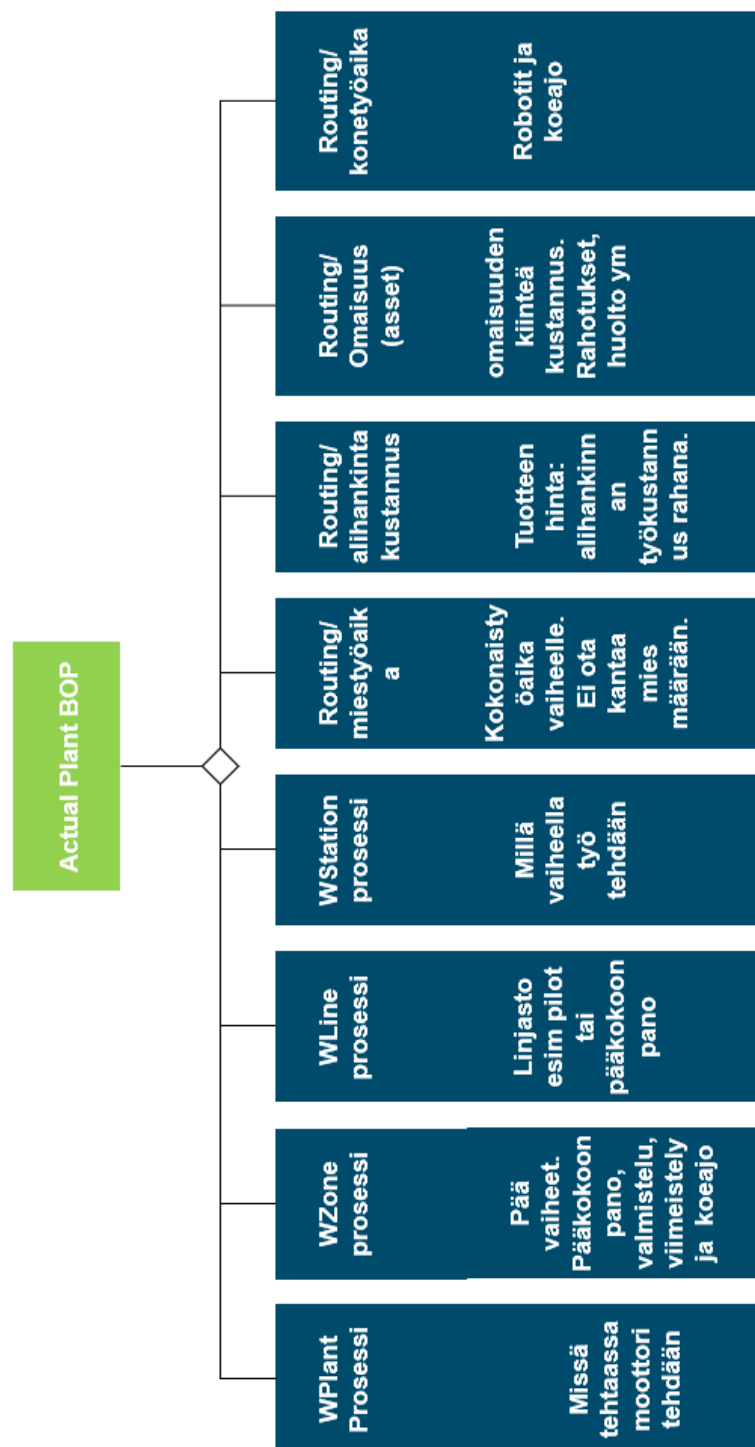 Actual Plant BOP
WPlant
Prosessi
Missä
tehtaassa
moottori
tehdään
WZone
prosessi
Pää
vaiheet.
Pääkokoon
pano,
valmistelu,
viimeistely
ja koeajo
WLine
prosessi
Linjasto
esim pilot
tai
pääkokoon
pano
WStation
prosessi
Millä
vaiheella
työ
tehdään
Routing/
miestyöaik
a
Kokonaisty
öaika
vaiheelle.
Ei ota
kantaa
mies
määrään.
Routing/
alihankinta
kustannus
Tuotteen
hinta:
alihankinn
an
työkustann
us rahana.
Routing/
Omaisuus
(asset)
omaisuuden
kiinteä
kustannus.
Rahotukset,
huolto ym
Routing/
konetyöaika
Robotit ja
koeajo